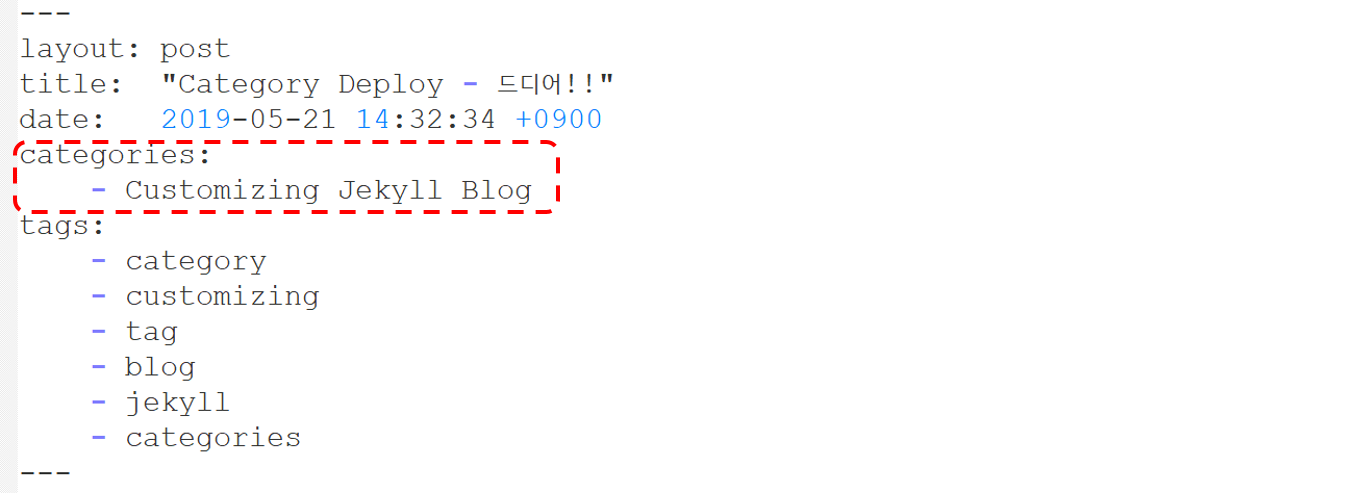 ---
layout: post
title:  "Category Deploy - 드디어!!"
date:   2019-05-21 14:32:34 +0900
categories:
    - Customizing Jekyll Blog
tags:
    - category
    - customizing
    - tag
    - blog
    - jekyll
    - categories
---